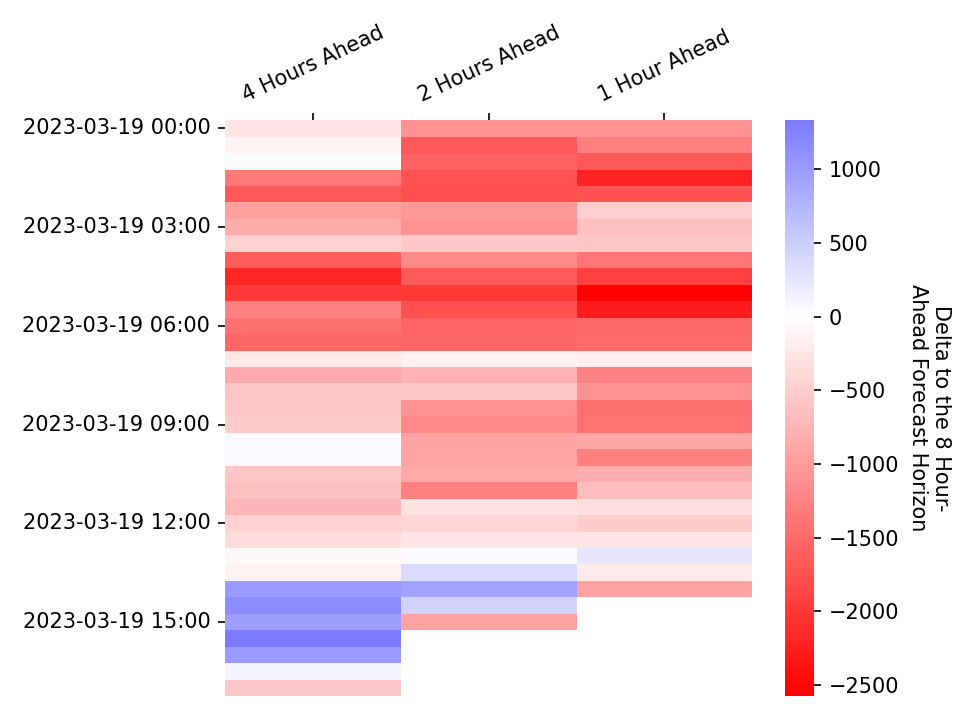 4 Hours Ahead
2 Hours Ahead
1 Hour Ahead
2023-03-19 00:00
2023-03-19 03:00
2023-03-19 06:00
2023-03-19 09:00
2023-03-19 12:00
2023-03-19 15:00
1000
500
0
−500
−1000
−1500
−2000
−2500
Delta to the 8 Hour-
Ahead Forecast Horizon